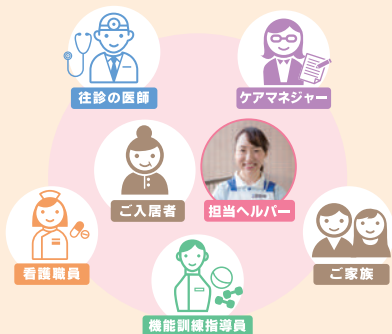 往診の医師
ケアマネジャー
ご入居者
担当ヘルパー
看護職員
ご家族
機能訓練指導員